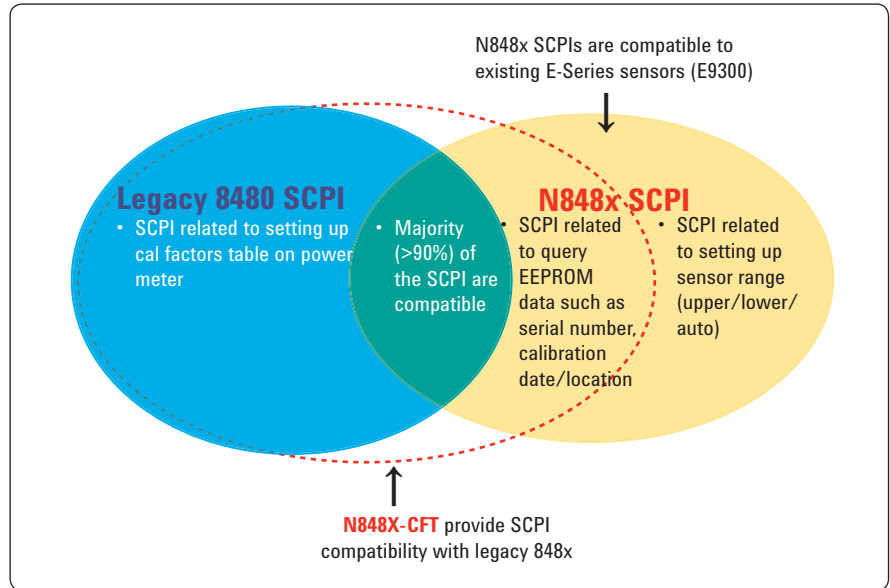 N848x SCPIs are compatible to
existing E-Series sensors (E9300)
Legacy 8480 SCPI
• SCPI related to setting up
cal factors table on power
meter
• Majority
(>90%) of
the SCPI are
compatible
N848x SCPI
• SCPI related
to query
EEPROM
data such as
serial number,
calibration
date/location
• SCPI related
to setting up
sensor range
(upper/lower/
auto)
N848X-CFT provide SCPI
compatibility with legacy 848x